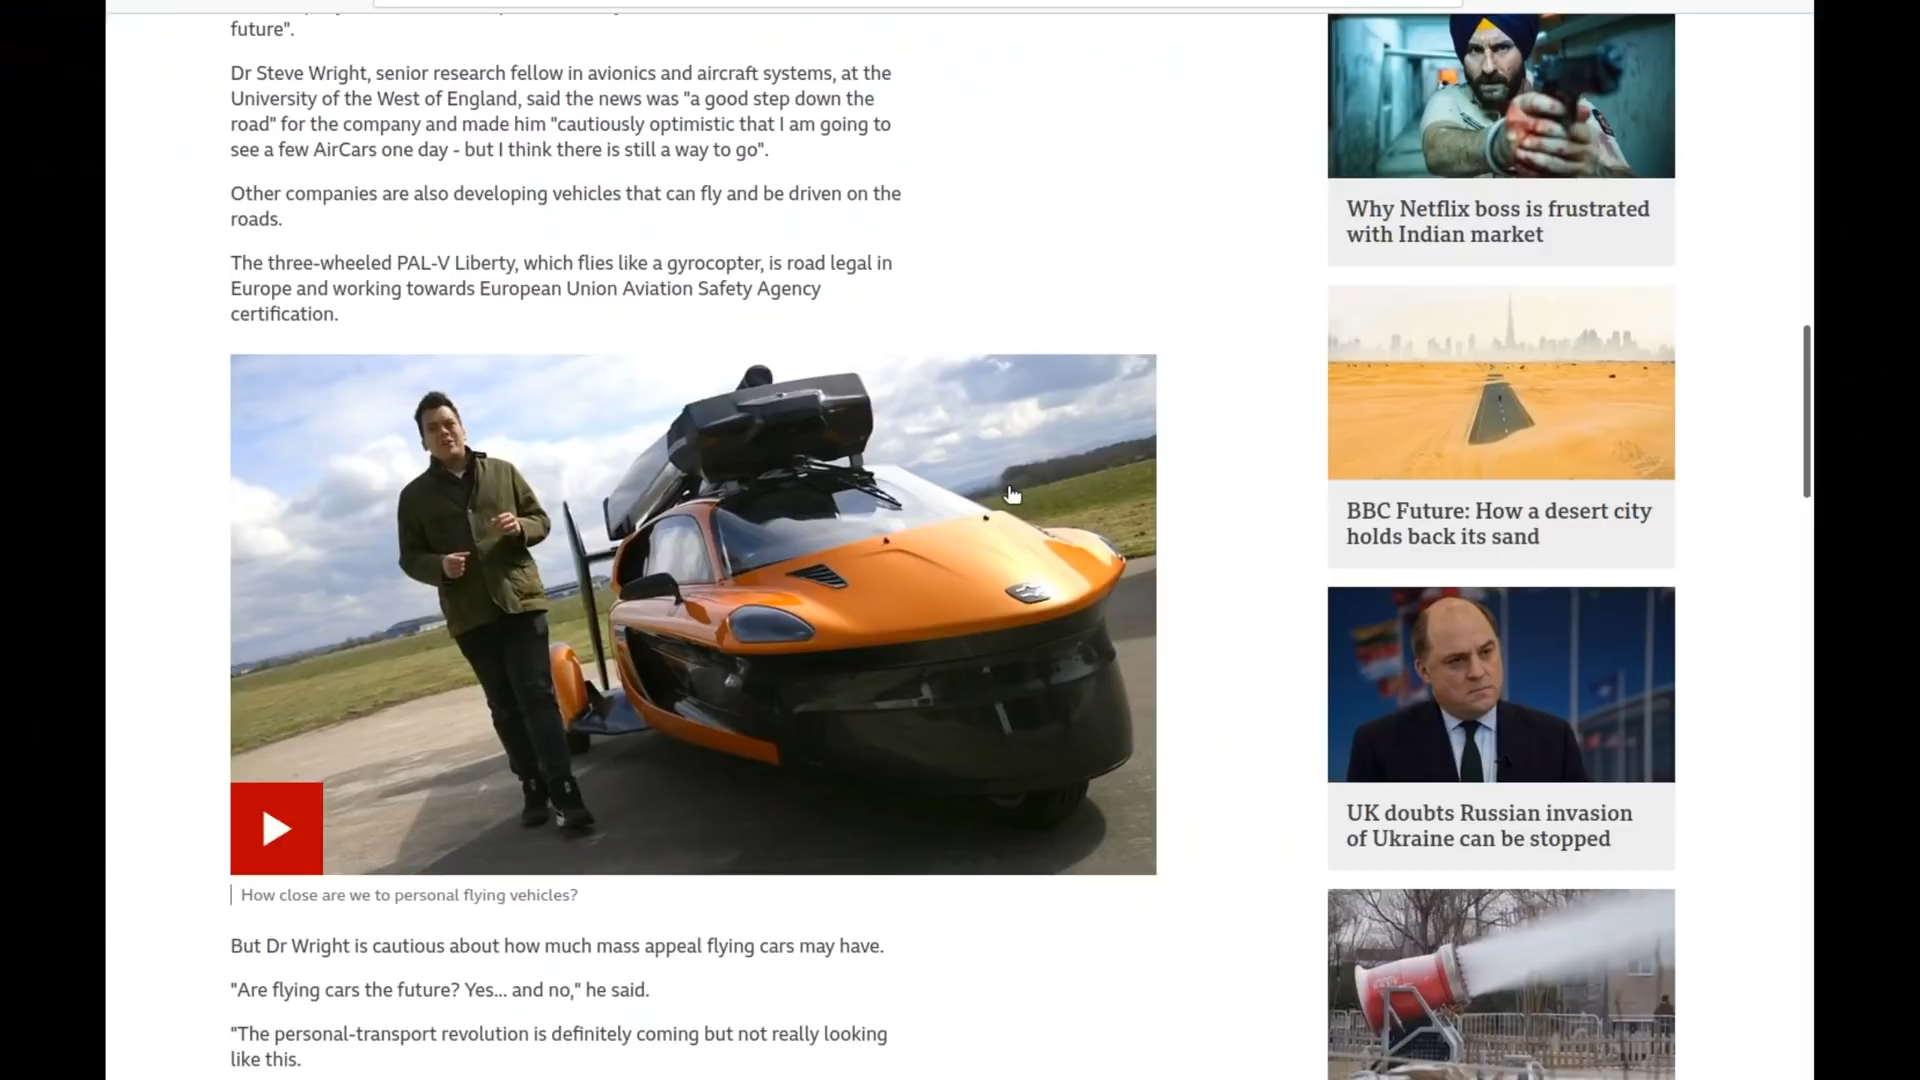 future".
Dr Steve Wright, senior research fellow in avionics and aircraft systems, at the
University of the West of England, said the news was "a good step down the
road" for the company and made him "cautiously optimistic that I am going to
see a few AirCars one day - but I think there is still a way to go".
Other companies are also developing vehicles that can fly and be driven on the
roads.
The three-wheeled PAL-V Liberty, which flies like a gyrocopter, is road legal in
Europe and working towards European Union Aviation Safety Agency
certification.
How close are we to personal flying vehicles?
But Dr Wright is cautious about how much mass appeal flying cars may have.
"Are flying cars the future? Yes... and no," he said.
"The personal-transport revolution is definitely coming but not really looking
like this.
Why Netflix boss is frustrated
with Indian market
BBC Future: How a desert city
holds back its sand
UK doubts Russian invasion
of Ukraine can be stopped